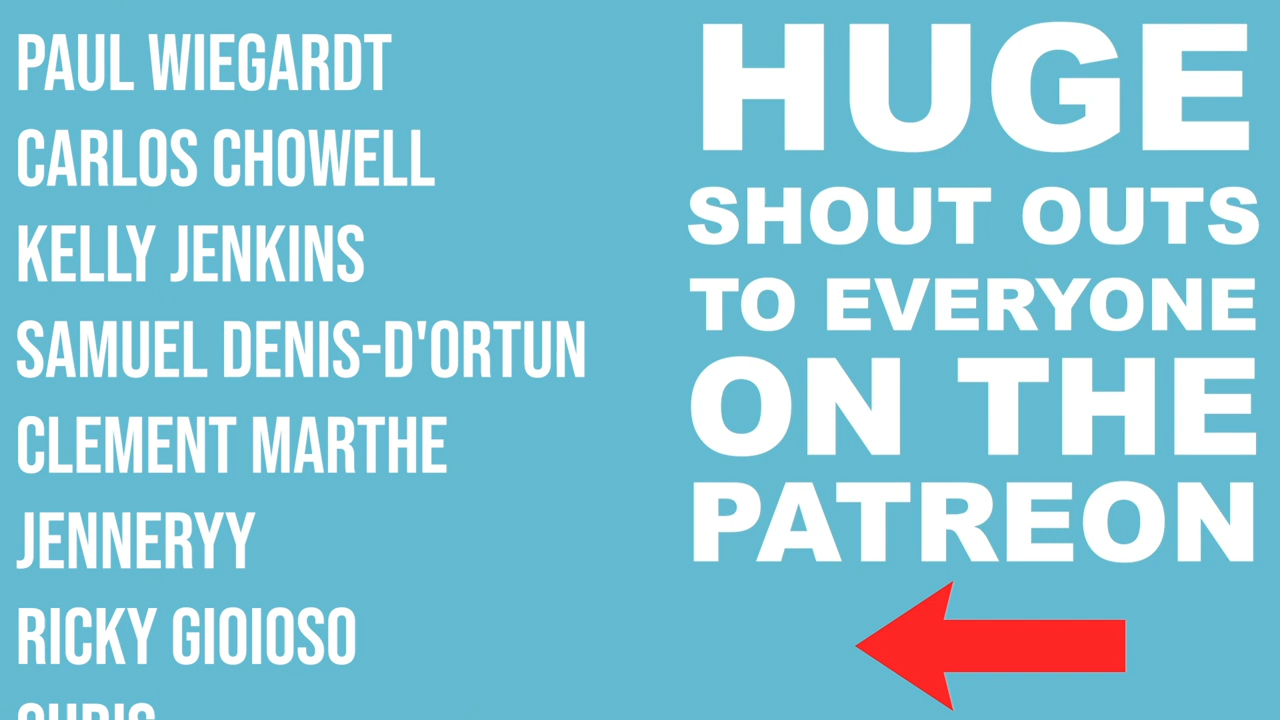 PAUL WIEGARDT
CARLOS CHOWELL
KELLY JENKINS
SAMUEL DENIS-D'ORTUN
CLEMENT MARTHE
JENNERYY
RICKY GIOIOSO
CHRIS
HUGE
SHOUT OUTS
TO EVERYONE
ON THE
PATREON